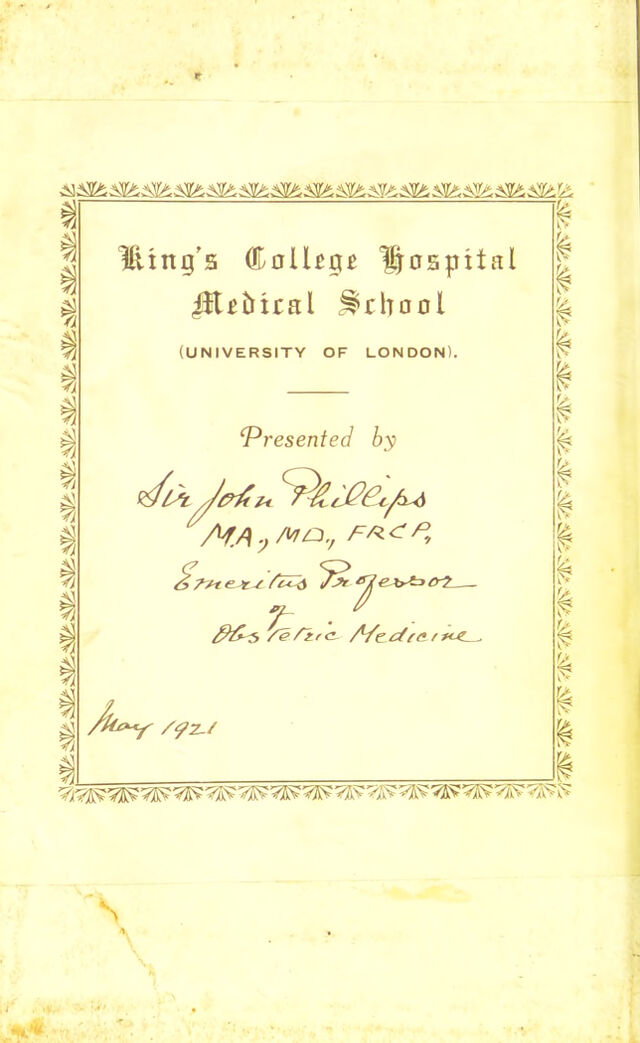 King's College Hospital
Medical School
(UNIVERSITY OF LONDON).
Presented by
Sir John Phillips
M.A., M.D., FRCP,
Emeritus Professor
of
Obstetric Medicine
May 1921